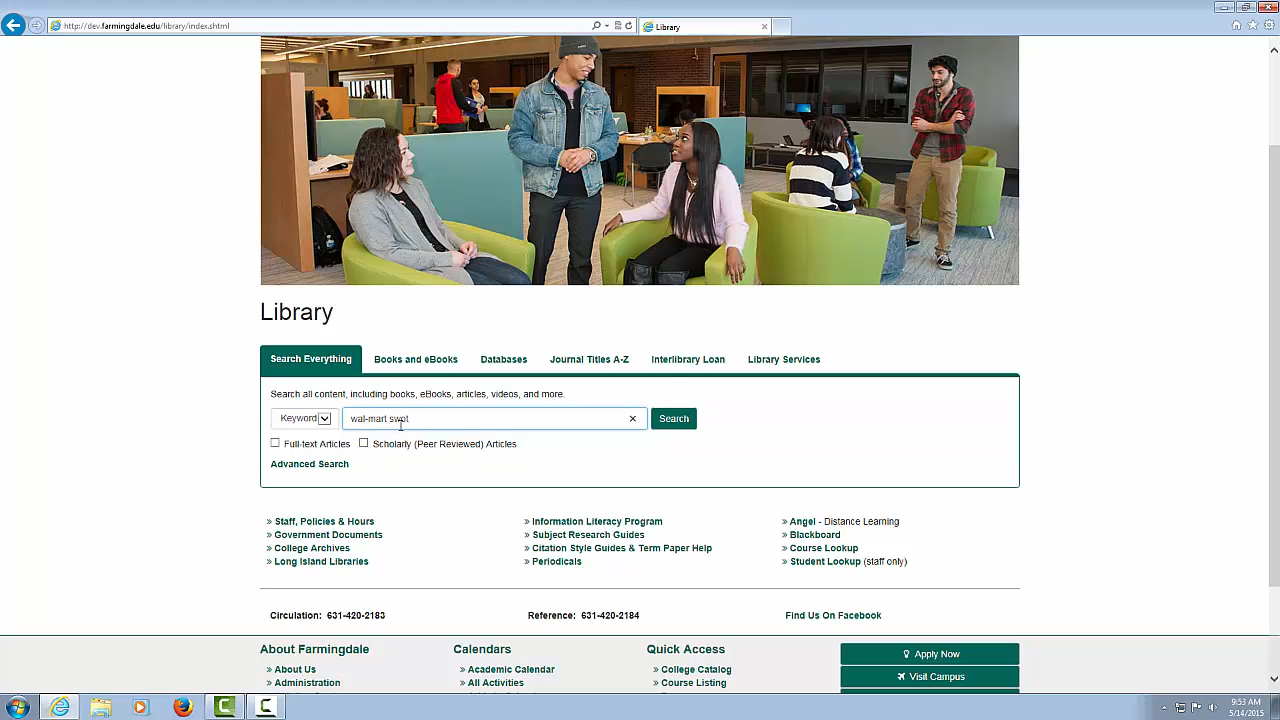 http://dev.farmingdale.edu/library/index.shtml
Library
Library
Search Everything
Books and eBooks
Databases
Journal Titles A-Z
Interlibrary Loan
Library Services
Search all content, including books, eBooks, articles, videos, and more.
Keyword
wal-mart swot
Search
Full-text Articles
Scholarly (Peer Reviewed) Articles
Advanced Search
» Staff, Policies & Hours
» Government Documents
» College Archives
» Long Island Libraries
» Information Literacy Program
» Subject Research Guides
» Citation Style Guides & Term Paper Help
» Periodicals
» Angel - Distance Learning
» Blackboard
» Course Lookup
» Student Lookup (staff only)
Circulation: 631-420-2183
Reference: 631-420-2184
Find Us On Facebook
About Farmingdale
» About Us
» Administration
Calendars
» Academic Calendar
» All Activities
Quick Access
» College Catalog
» Course Listing
Apply Now
Visit Campus
9:53 AM
5/14/2015